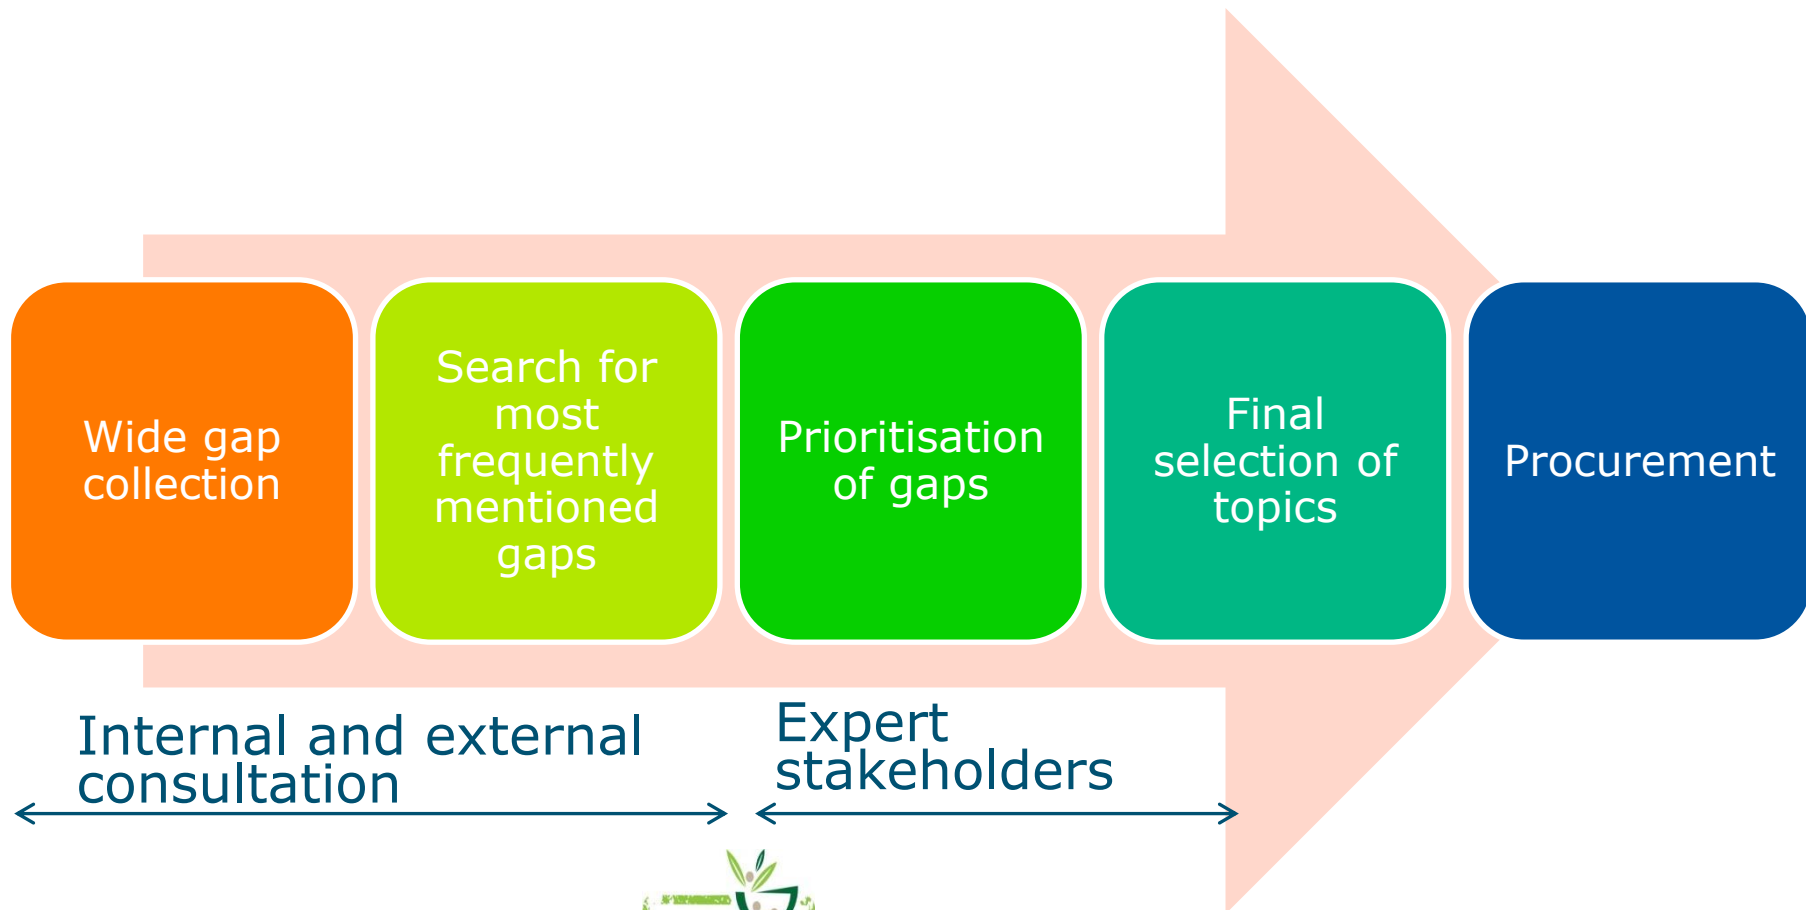 Wide gap
collection
Search for
most
frequently
mentioned
gaps
Prioritisation
of gaps
Final
selection of
topics
Procurement
Internal and external
consultation
Expert
stakeholders